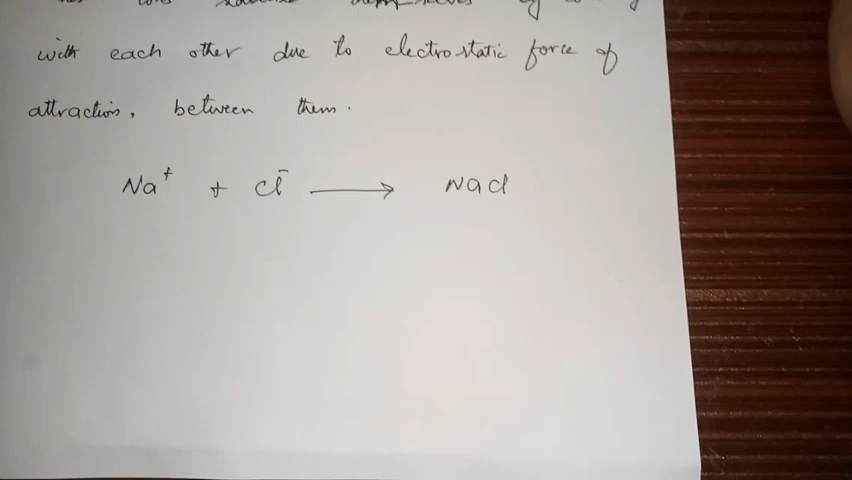 with each other due to electrostatic force of
attraction, between them.
Na⁺ + Cl⁻ ⟶ NaCl